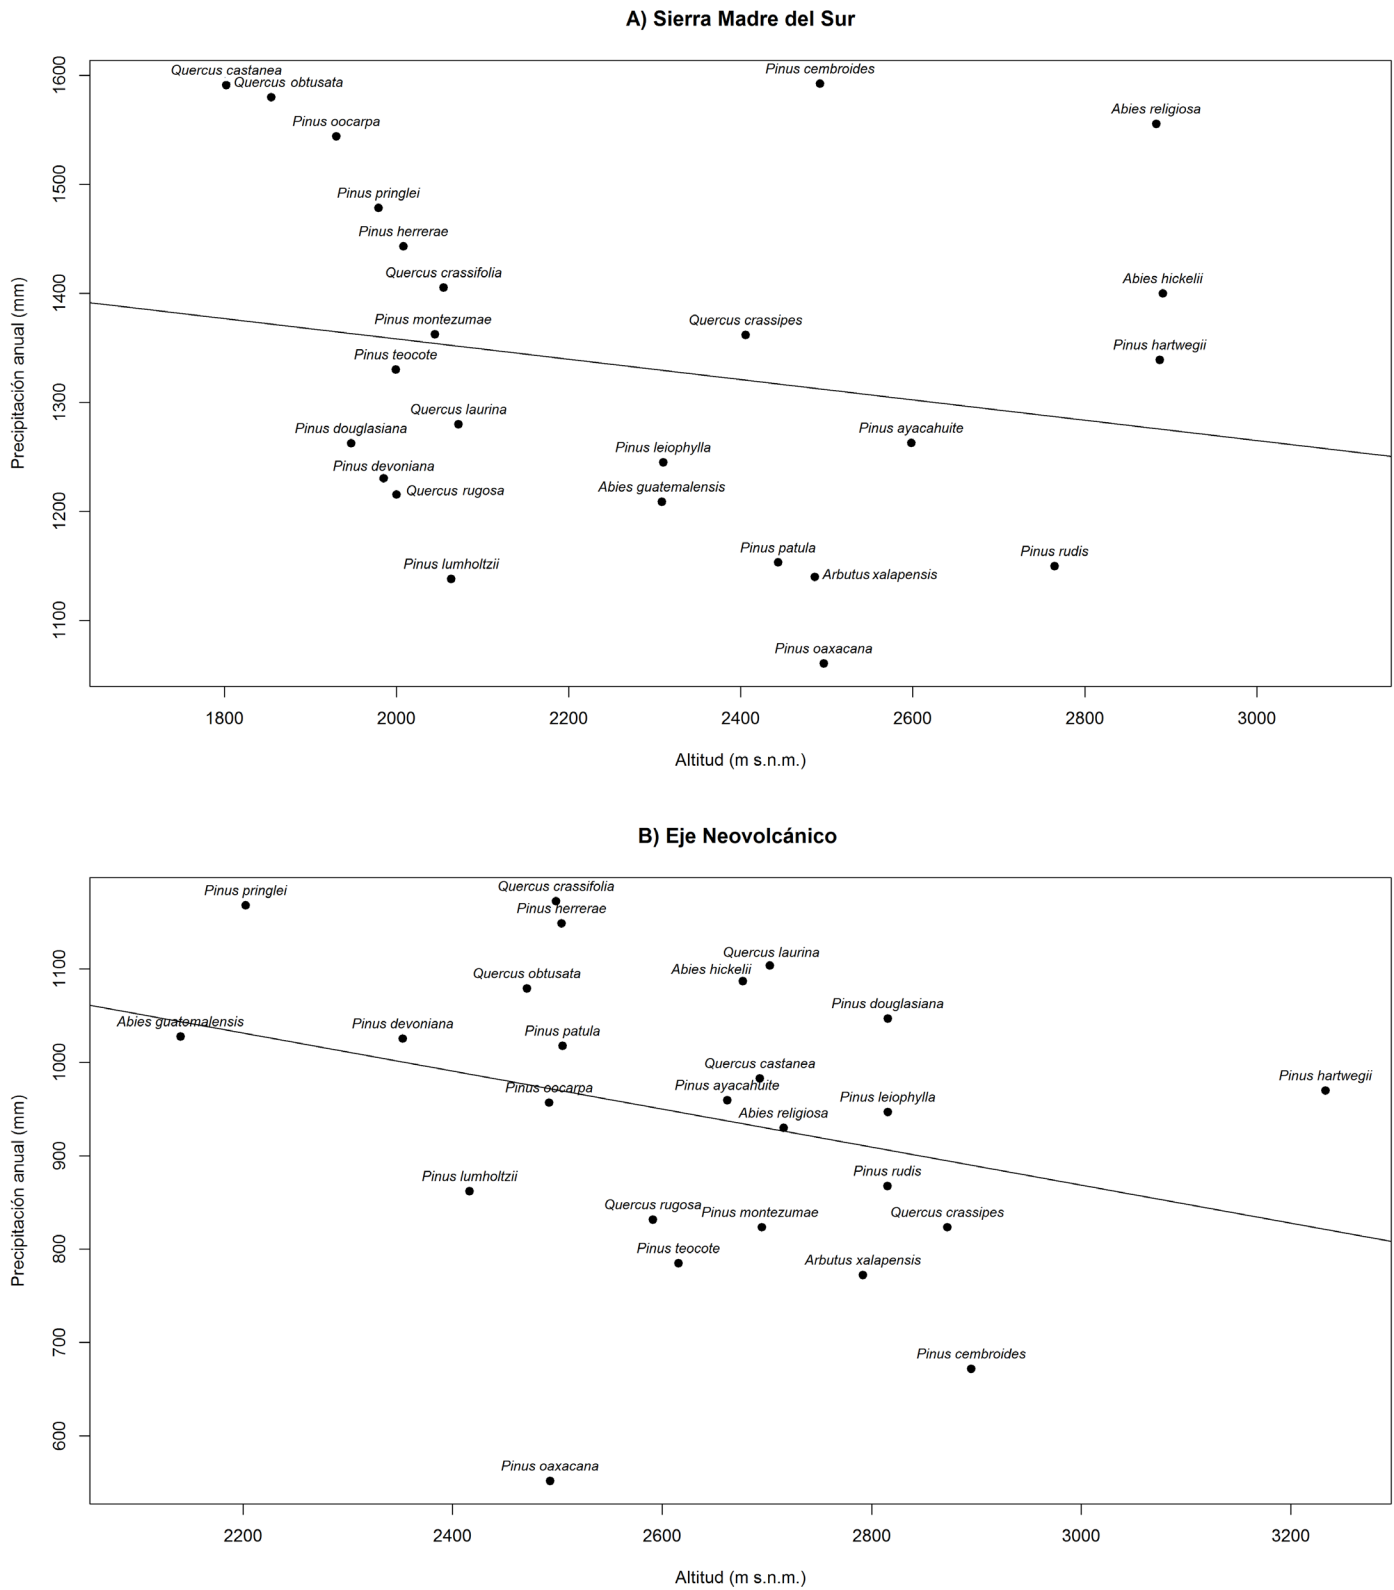 A) Sierra Madre del Sur
Precipitación anual (mm)
1600
1500
1400
1300
1200
1100
Quercus castanea
Quercus obtusata
Pinus cembroides
Abies religiosa
Pinus oocarpa
Pinus pringlei
Pinus herrerae
Quercus crassifolia
Abies hickelii
Pinus montezumae
Quercus crassipes
Pinus teocote
Pinus hartwegii
Quercus laurina
Pinus douglasiana
Pinus ayacahuite
Pinus leiophylla
Pinus devoniana
Quercus rugosa
Abies guatemalensis
Pinus patula
Pinus rudis
Pinus lumholtzii
Arbutus xalapensis
Pinus oaxacana
1800 2000 2200 2400 2600 2800 3000
Altitud (m s.n.m.)
B) Eje Neovolcánico
Precipitación anual (mm)
1100
1000
900
800
700
600
Pinus pringlei
Quercus crassifolia
Pinus herrerae
Quercus laurina
Abies hickelii
Quercus obtusata
Pinus douglasiana
Abies guatemalensis
Pinus devoniana
Pinus patula
Quercus castanea
Pinus hartwegii
Pinus oocarpa
Pinus ayacahuite
Pinus leiophylla
Abies religiosa
Pinus lumholtzii
Pinus rudis
Quercus rugosa
Pinus montezumae
Quercus crassipes
Pinus teocote
Arbutus xalapensis
Pinus cembroides
Pinus oaxacana
2200 2400 2600 2800 3000 3200
Altitud (m s.n.m.)